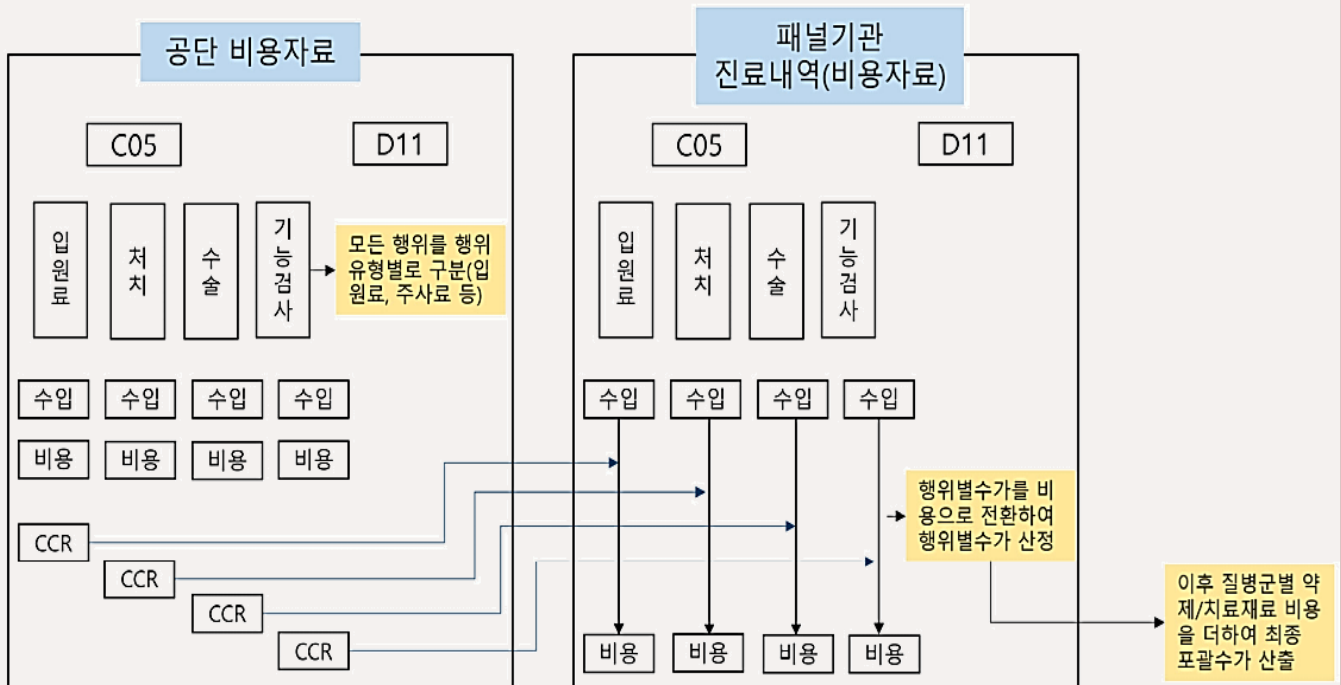 공단 비용자료
패널기관
진료내역(비용자료)
C05
D11
C05
D11
입원료
처치
수술
기능검사
모든 행위를 행위
유형별로 구분(입
원료, 주사료 등)
입원료
처치
수술
기능검사
수입
수입
수입
수입
수입
수입
수입
수입
비용
비용
비용
비용
행위별수가를 비
용으로 전환하여
행위별수가 산정
CCR
CCR
CCR
CCR
비용
비용
비용
비용
이후 질병군별 약
제/치료재료 비용
을 더하여 최종
포괄수가 산출